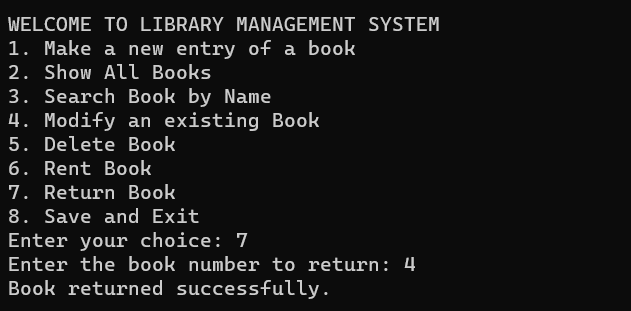 WELCOME TO LIBRARY MANAGEMENT SYSTEM
1. Make a new entry of a book
2. Show All Books
3. Search Book by Name
4. Modify an existing Book
5. Delete Book
6. Rent Book
7. Return Book
8. Save and Exit
Enter your choice: 7
Enter the book number to return: 4
Book returned successfully.